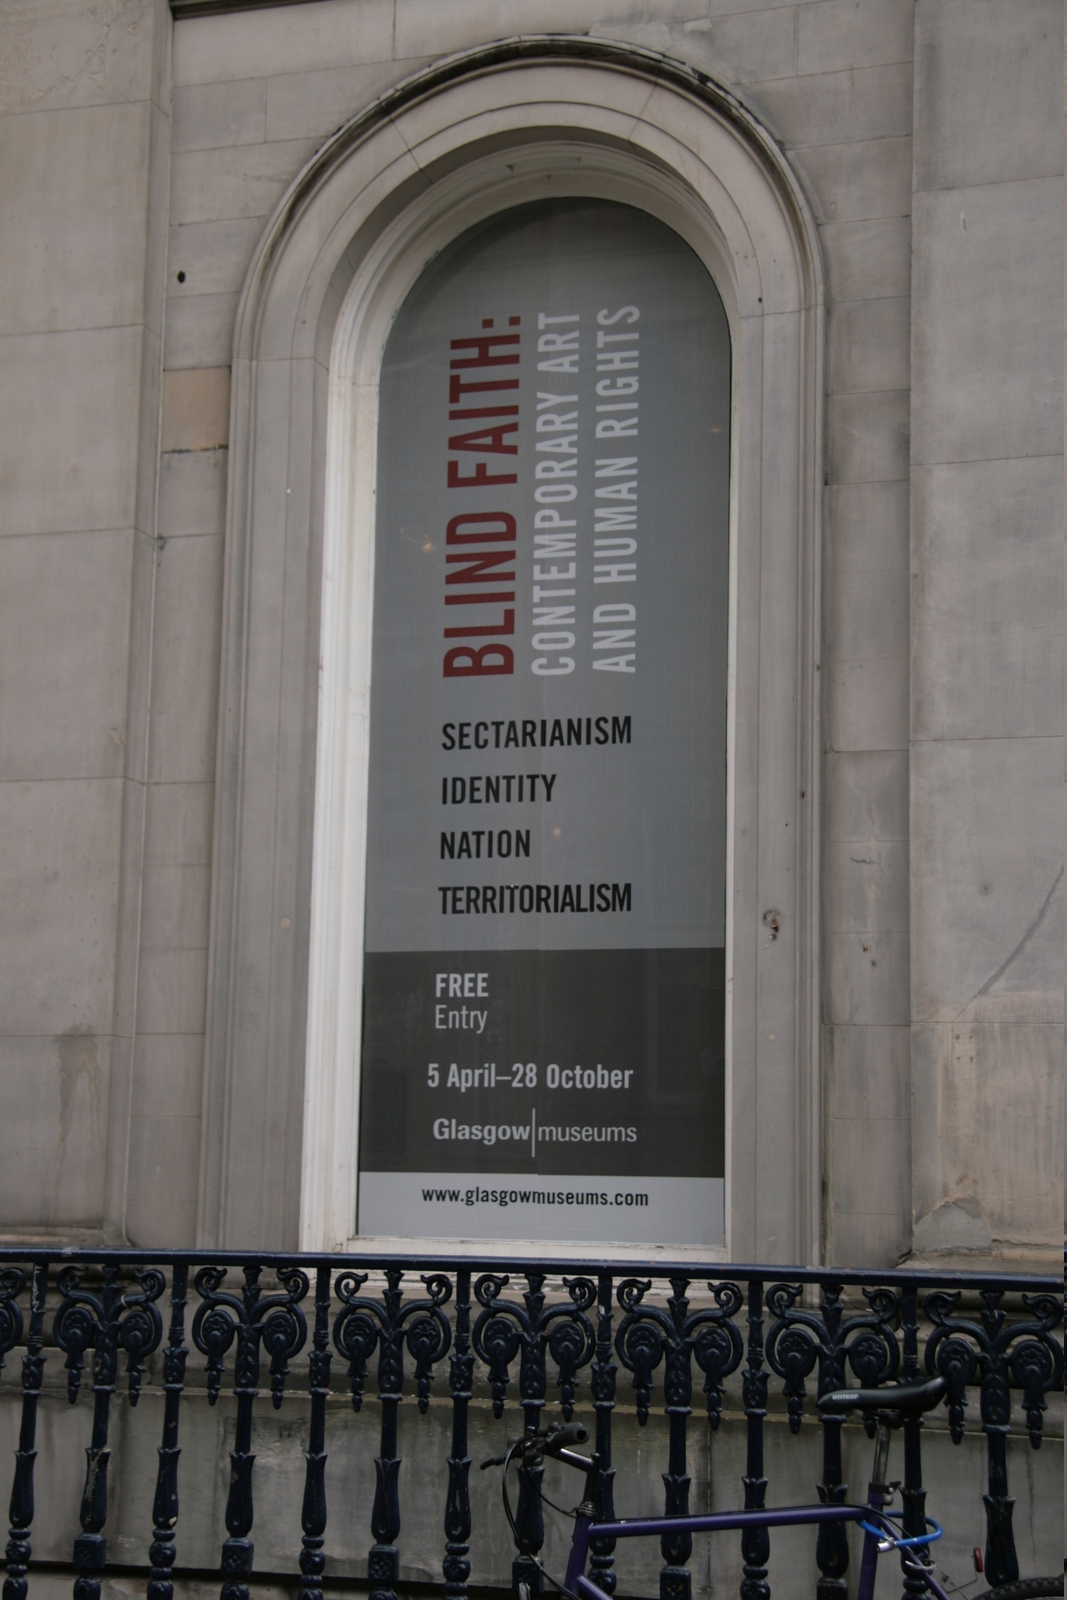 BLIND FAITH:
CONTEMPORARY ART
AND HUMAN RIGHTS
SECTARIANISM
IDENTITY
NATION
TERRITORIALISM
FREE
Entry
5 April–28 October
Glasgow museums
www.glasgowmuseums.com